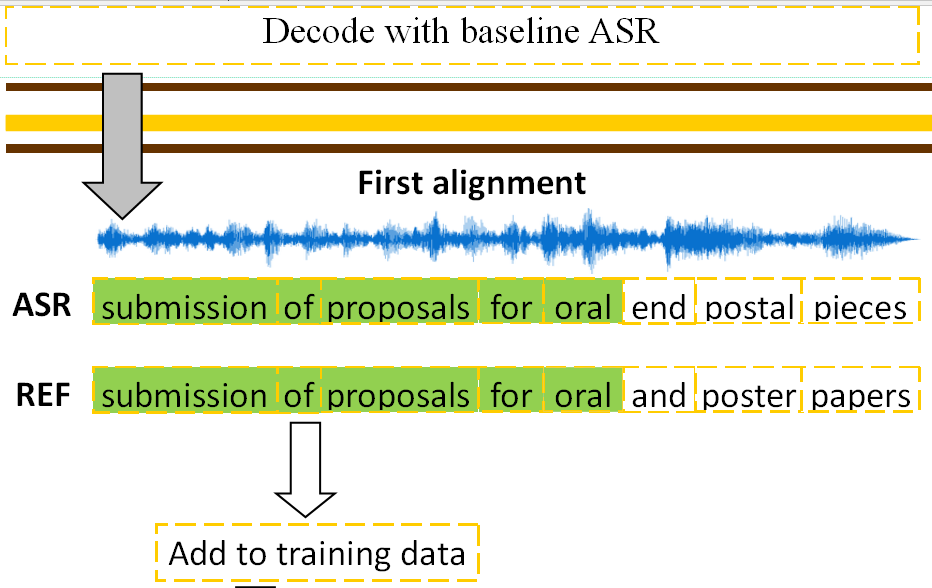 Decode with baseline ASR
First alignment
ASR submission of proposals for oral end postal pieces
REF submission of proposals for oral and poster papers
Add to training data